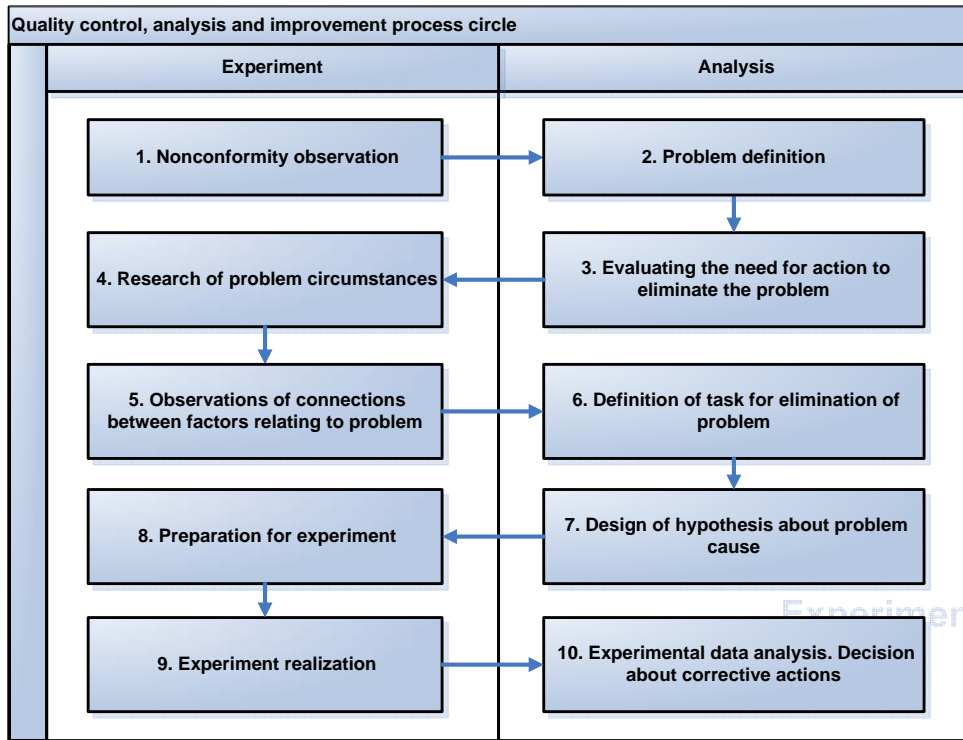 Quality control, analysis and improvement process circle
Experiment
Analysis
1. Nonconformity observation
2. Problem definition
3. Evaluating the need for action to
eliminate the problem
4. Research of problem circumstances
5. Observations of connections
between factors relating to problem
6. Definition of task for elimination of
problem
7. Design of hypothesis about problem
cause
8. Preparation for experiment
9. Experiment realization
10. Experimental data analysis. Decision
about corrective actions